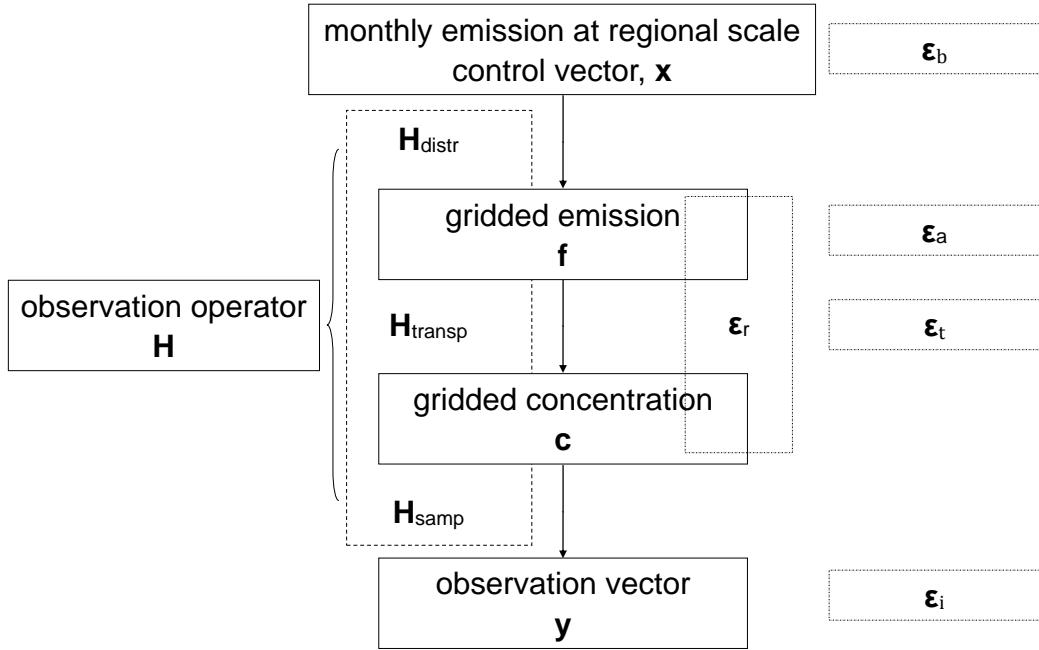 monthly emission at regional scale
control vector, x
εb
Hdistr
gridded emission
f
εa
observation operator
H
Htransp
εr
εt
gridded concentration
c
Hsamp
observation vector
y
εi